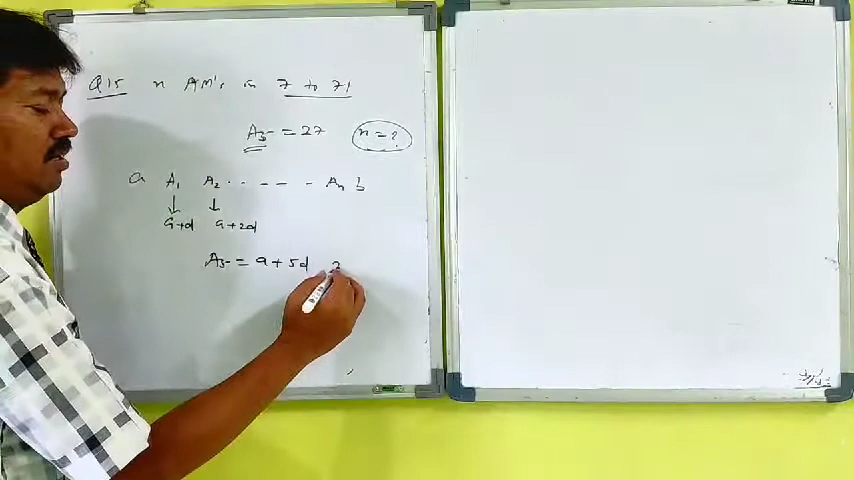 Q15 n AM's in 7 to 71
A5 = 27 n = ?
a A1 A2 ------ An b
↓ ↓
a+d a+2d
A5 = a + 5d